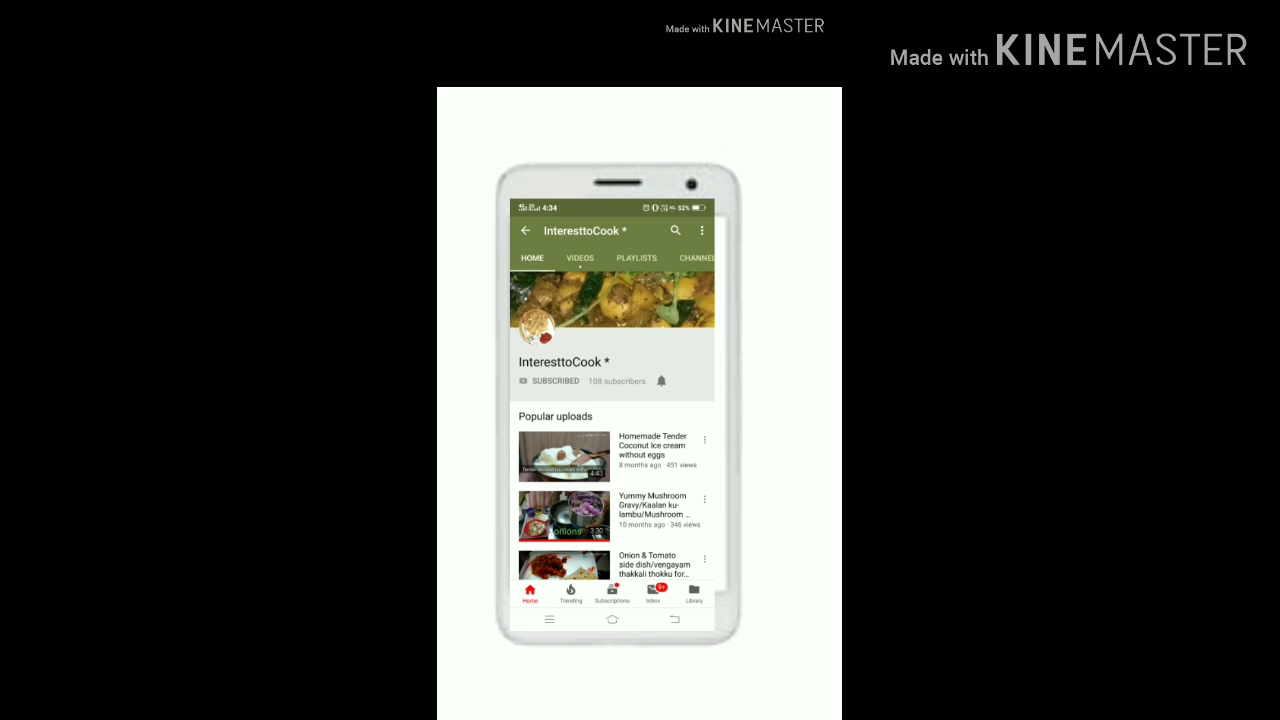 Made with KINEMASTER
Made with KINEMASTER
4:34
52%
InteresttoCook *
HOME VIDEOS PLAYLISTS CHANNEL
InteresttoCook *
SUBSCRIBED 108 subscribers
Popular uploads
Homemade Tender
Coconut Ice cream
without eggs
8 months ago · 451 views
4:43
Yummy Mushroom
Gravy/Kaalan ku-
lambu/Mushroom ...
10 months ago · 346 views
onions
3:30
Onion & Tomato
side dish/vengayam
thakkali thokku for...
9+
Home Trending Subscriptions Inbox Library